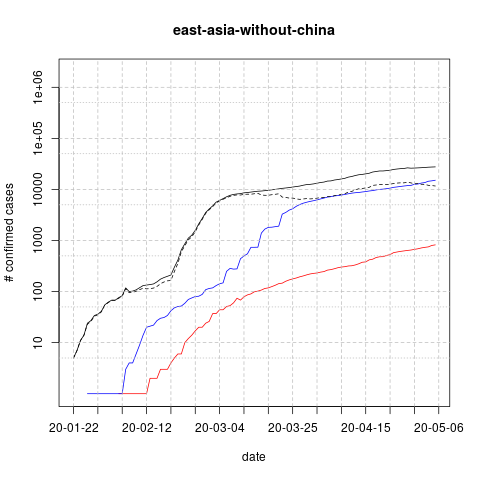 east-asia-without-china
# confirmed cases
1e+06
1e+05
10000
1000
100
10
20-01-22
20-02-12
20-03-04
20-03-25
20-04-15
20-05-06
date